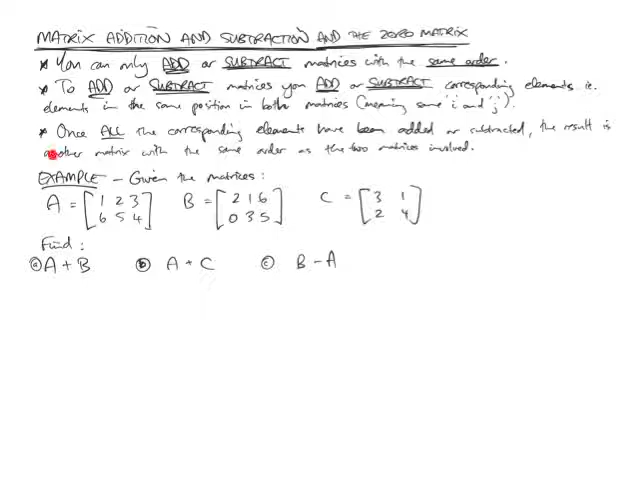 MATRIX ADDITION AND SUBTRACTION AND THE ZERO MATRIX
* You can only ADD or SUBTRACT matrices with the same order.
* To ADD or SUBTRACT matrices you ADD or SUBTRACT corresponding elements i.e.
elements in the same position in both matrices (meaning same 'i' and 'j').
* Once ALL the corresponding elements have been added or subtracted, the result is
another matrix with the same order as the two matrices involved.
EXAMPLE – Given the matrices:
A = [1 2 3 B = [2 1 6 C = [3 1
6 5 4] 0 3 5] 2 4]
Find:
(a) A + B (b) A + C (c) B – A